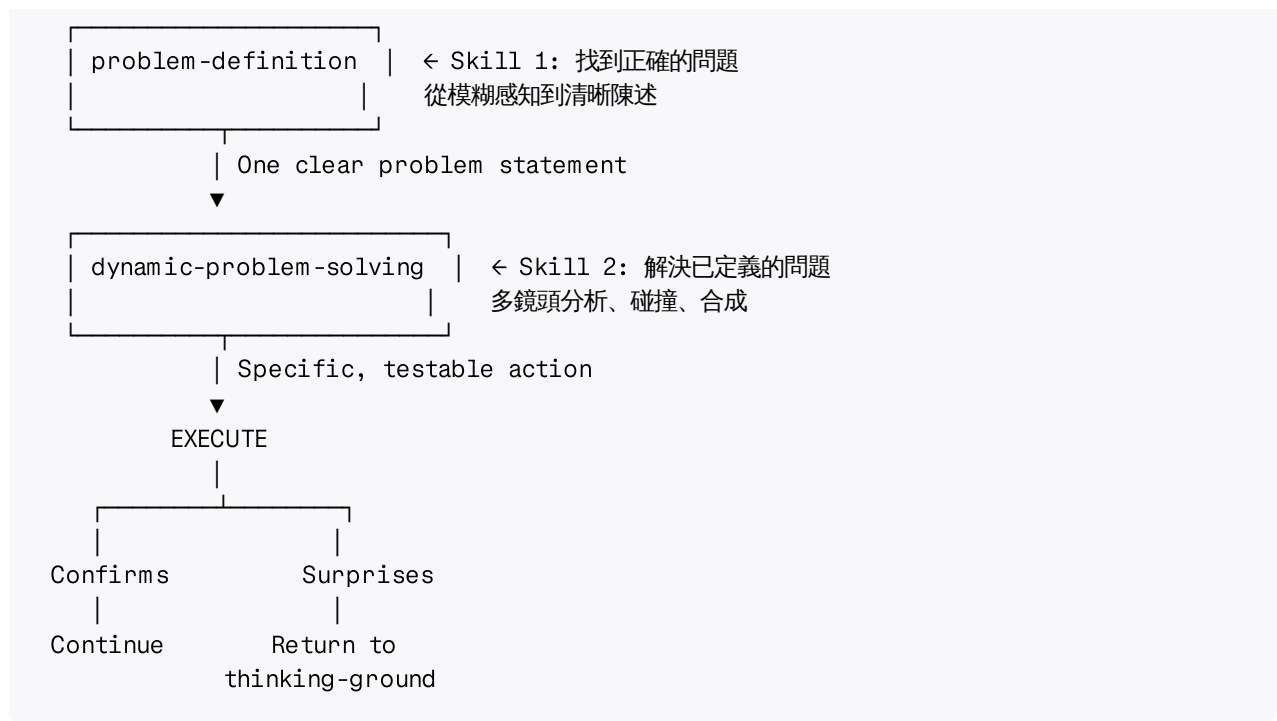 problem-definition ← Skill 1: 找到正確的問題
從模糊感知到清晰陳述
One clear problem statement
▼
dynamic-problem-solving ← Skill 2: 解決已定義的問題
多鏡頭分析、碰撞、合成
Specific, testable action
▼
EXECUTE
Confirms Surprises
Continue Return to
thinking-ground